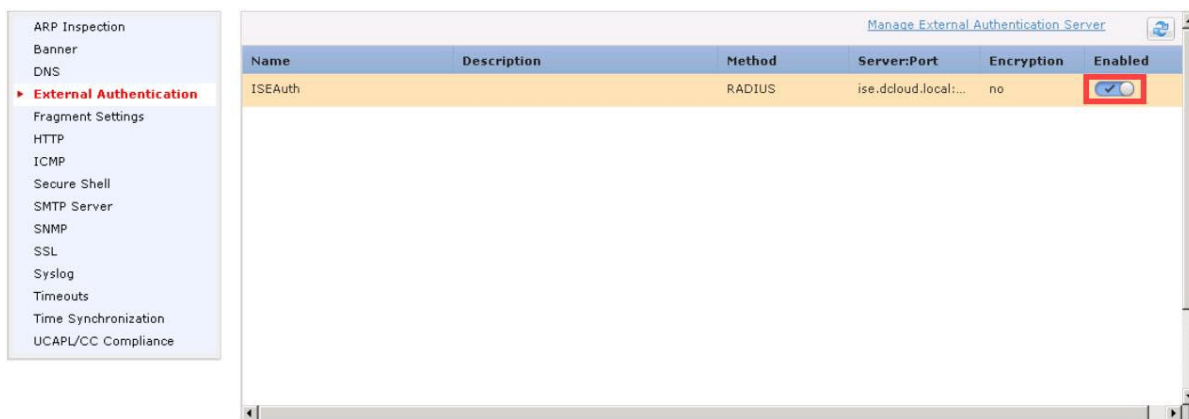 ARP Inspection
Banner
DNS
External Authentication
Fragment Settings
HTTP
ICMP
Secure Shell
SMTP Server
SNMP
SSL
Syslog
Timeouts
Time Synchronization
UCAPL/CC Compliance
Manage External Authentication Server
Name Description Method Server:Port Encryption Enabled
ISEAuth RADIUS ise.dcloud.local:... no